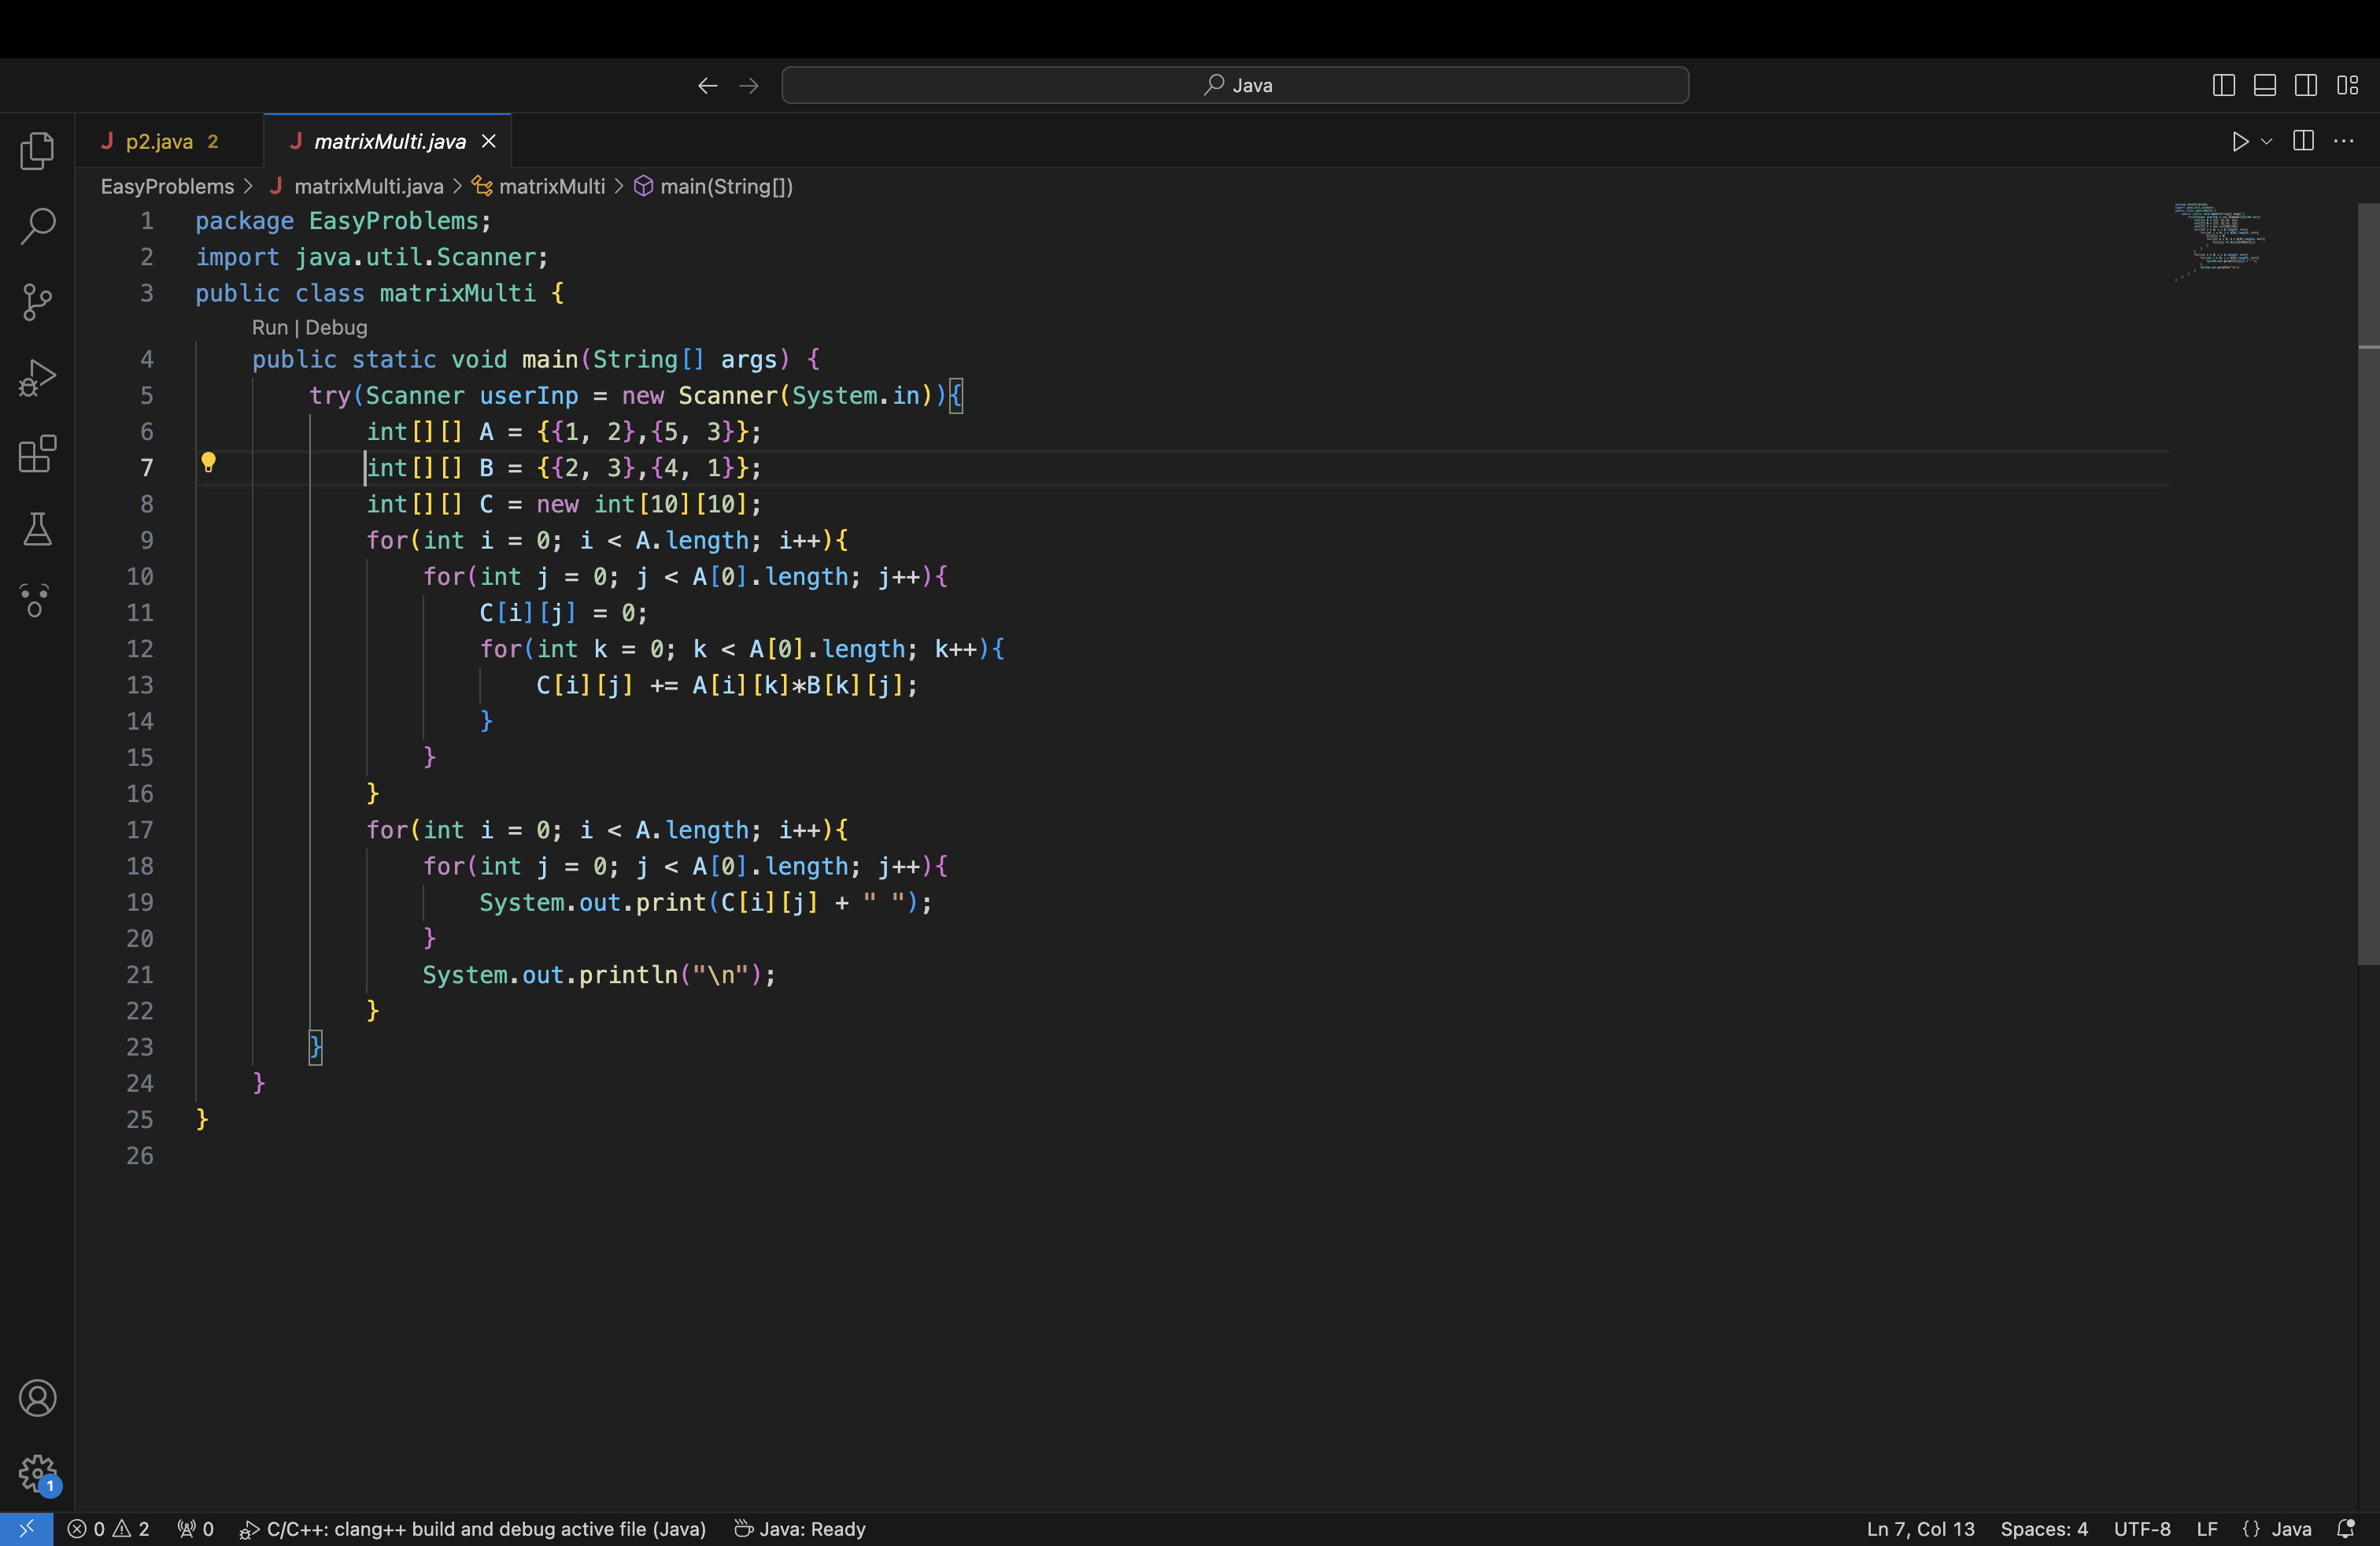 Java
J p2.java 2
J matrixMulti.java
EasyProblems > J matrixMulti.java > matrixMulti > main(String[])
1 package EasyProblems;
2 import java.util.Scanner;
3 public class matrixMulti {
Run | Debug
4 public static void main(String[] args) {
5 try(Scanner userInp = new Scanner(System.in)){
6 int[][] A = {{1, 2},{5, 3}};
7 int[][] B = {{2, 3},{4, 1}};
8 int[][] C = new int[10][10];
9 for(int i = 0; i < A.length; i++){
10 for(int j = 0; j < A[0].length; j++){
11 C[i][j] = 0;
12 for(int k = 0; k < A[0].length; k++){
13 C[i][j] += A[i][k]*B[k][j];
14 }
15 }
16 }
17 for(int i = 0; i < A.length; i++){
18 for(int j = 0; j < A[0].length; j++){
19 System.out.print(C[i][j] + " ");
20 }
21 System.out.println("\n");
22 }
23 }
24 }
25 }
26
1
0 2 0 C/C++: clang++ build and debug active file (Java) Java: Ready Ln 7, Col 13 Spaces: 4 UTF-8 LF {} Java